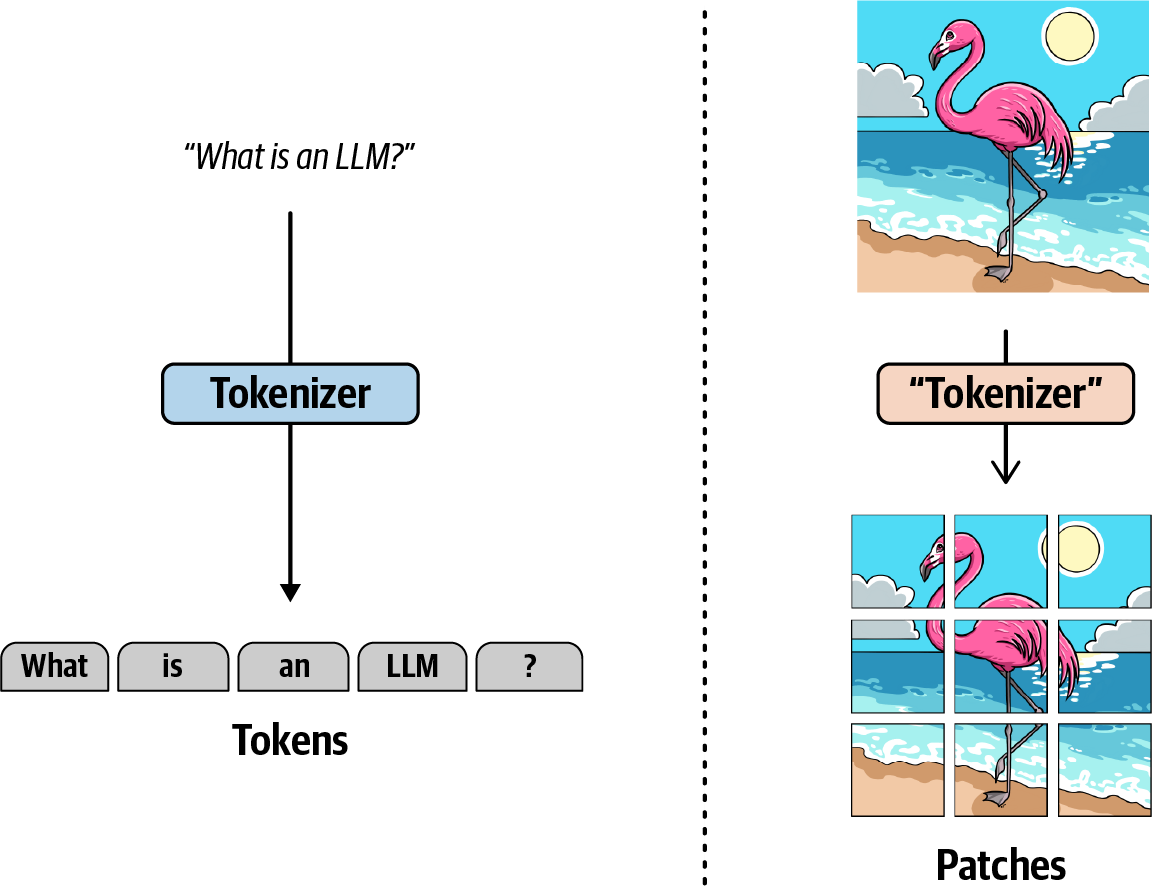 “What is an LLM?”
Tokenizer
What is an LLM ?
Tokens
“Tokenizer”
Patches